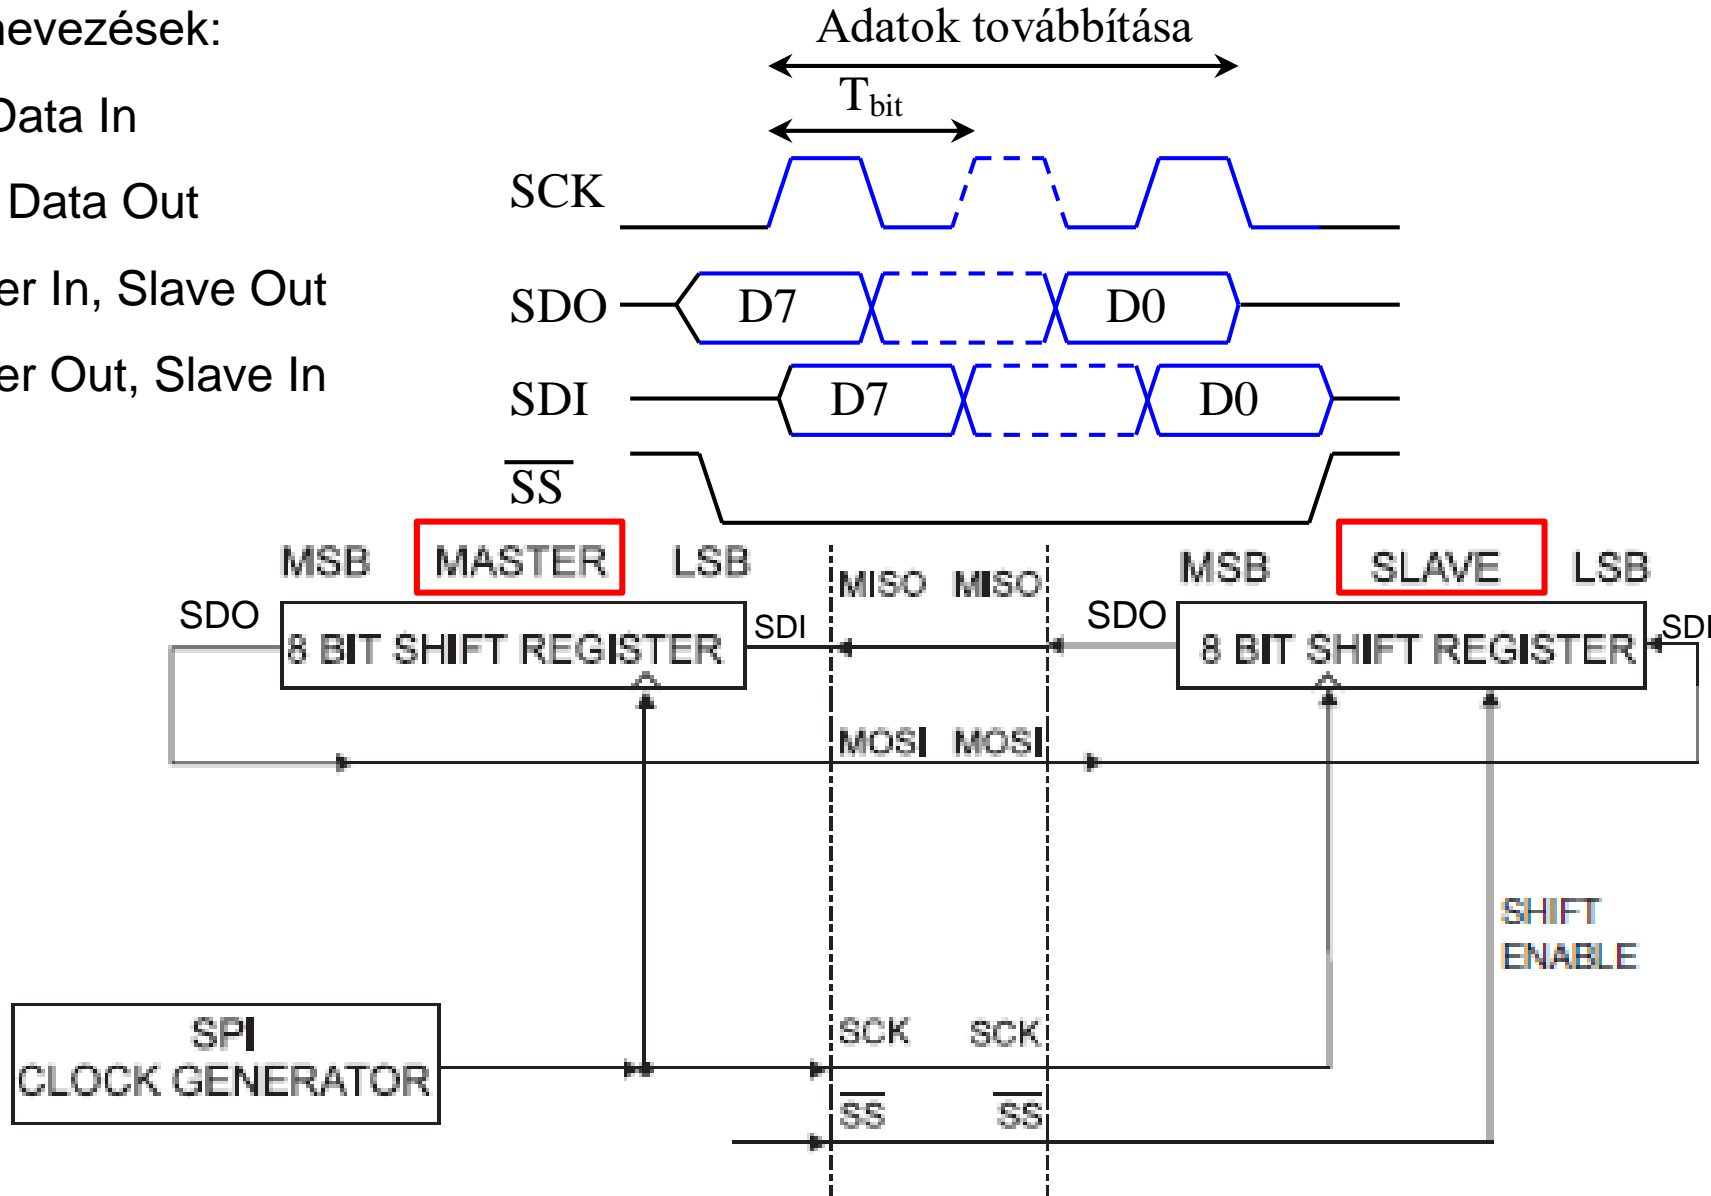 nevezések:
Data In
Data Out
er In, Slave Out
er Out, Slave In
Adatok továbbítása
Tbit
SCK
SDO D7 D0
SDI D7 D0
SS
MSB MASTER LSB
MISO MISO
MSB SLAVE LSB
SDO 8 BIT SHIFT REGISTER SDI
SDO 8 BIT SHIFT REGISTER SDI
MOSI MOSI
SHIFT
ENABLE
SPI
CLOCK GENERATOR
SCK SCK
SS SS